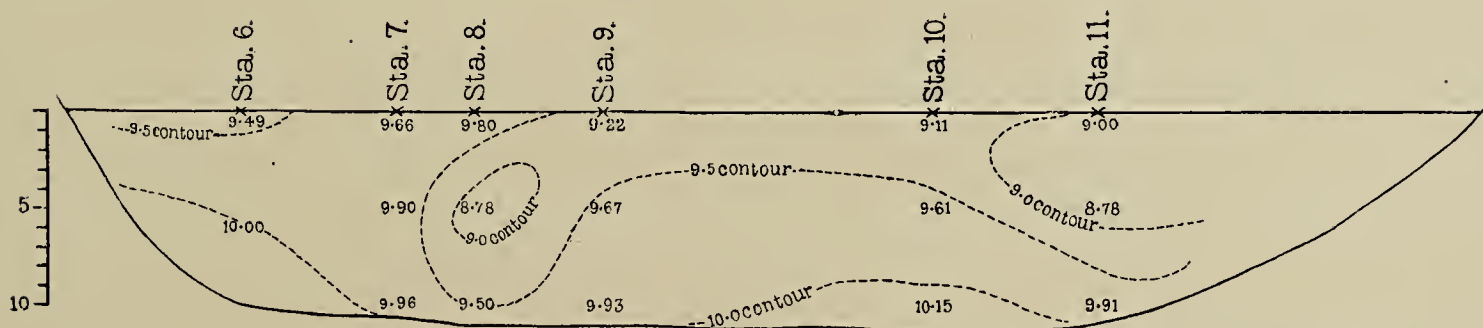 Sta. 6. Sta. 7. Sta. 8. Sta. 9. Sta. 10. Sta. 11.
9·49 9·66 9·80 9·22 9·11 9·00
9.5 contour
9·5 contour
5 9·90 8·78 9·67 9·61 8·78
10.00 9·0 contour 9·0 contour
10 9·96 9·50 9·93 10·15 9·91
10·0 contour